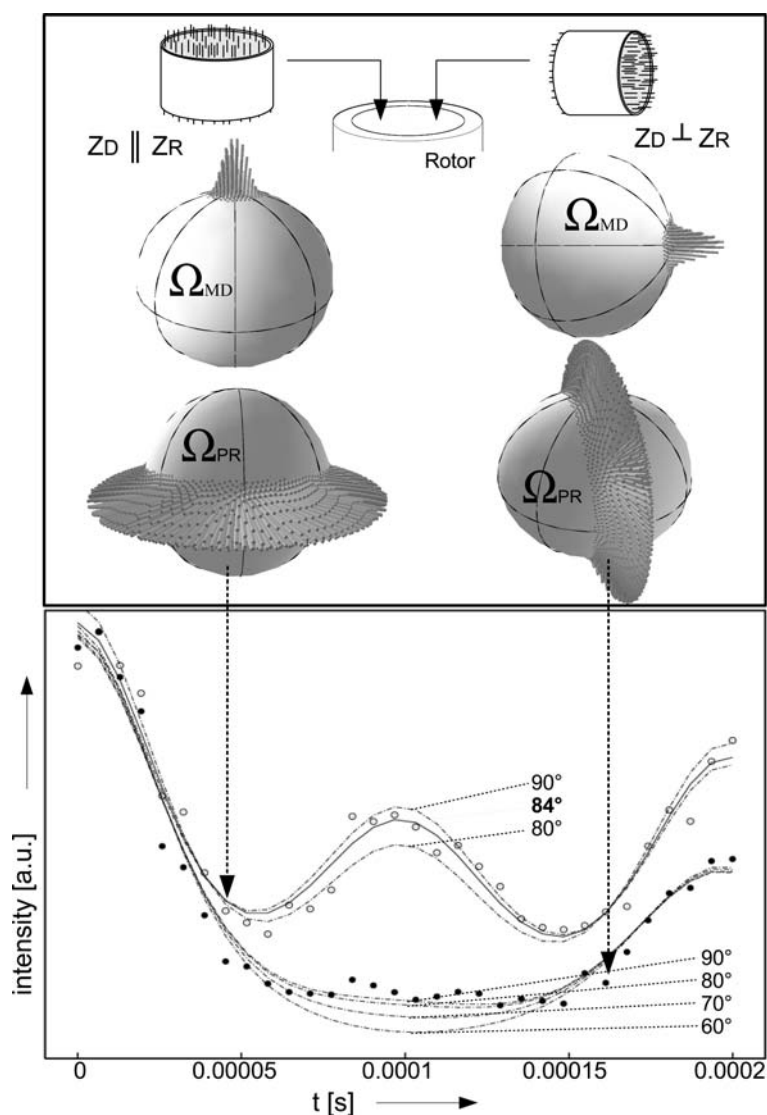 ZD || ZR
Rotor
ZD ⊥ ZR
ΩMD
ΩMD
ΩPR
ΩPR
intensity [a.u.]
90°
84°
80°
90°
80°
70°
60°
0
0.00005
0.0001
0.00015
0.0002
t [s]